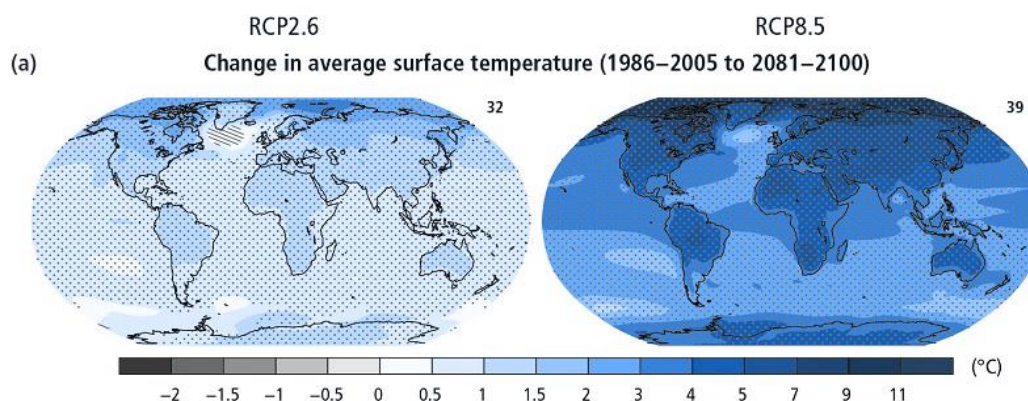 RCP2.6 RCP8.5
(a) Change in average surface temperature (1986–2005 to 2081–2100)
32 39
(°C)
−2 −1.5 −1 −0.5 0 0.5 1 1.5 2 3 4 5 7 9 11